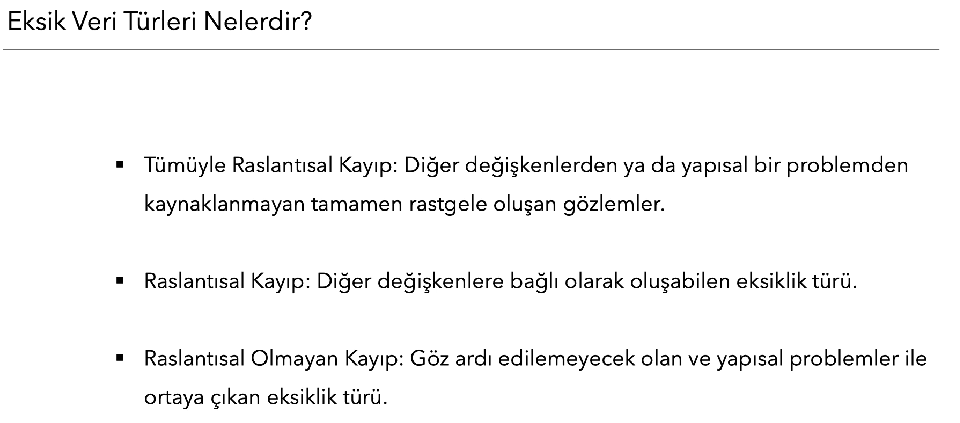 Eksik Veri Türleri Nelerdir?
▪ Tümüyle Raslantısal Kayıp: Diğer değişkenlerden ya da yapısal bir problemden
kaynaklanmayan tamamen rastgele oluşan gözlemler.
▪ Raslantısal Kayıp: Diğer değişkenlere bağlı olarak oluşabilen eksiklik türü.
▪ Raslantısal Olmayan Kayıp: Göz ardı edilemeyecek olan ve yapısal problemler ile
ortaya çıkan eksiklik türü.